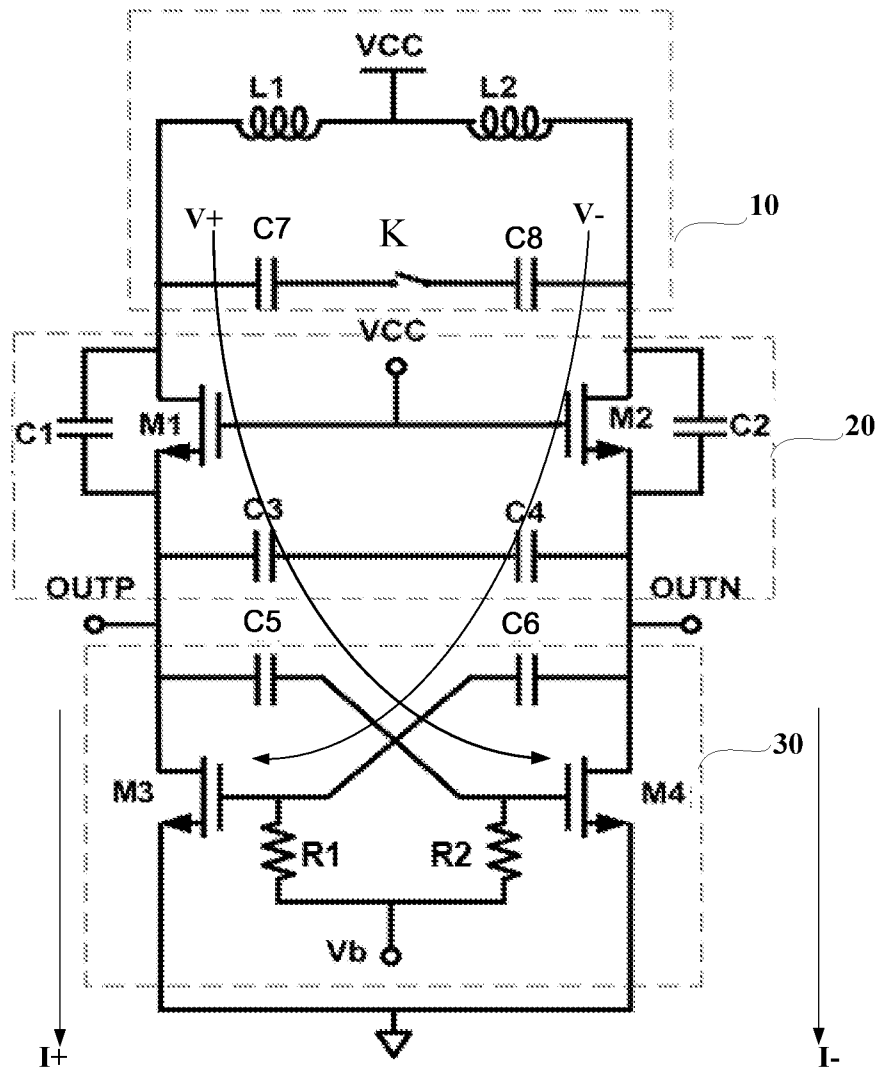 VCC
L1 L2
10
V+ C7 K C8 V-
VCC
C1 M1 M2 C2 20
C3 C4
OUTP OUTN
C5 C6
30
M3 M4
R1 R2
Vb
I+ I-